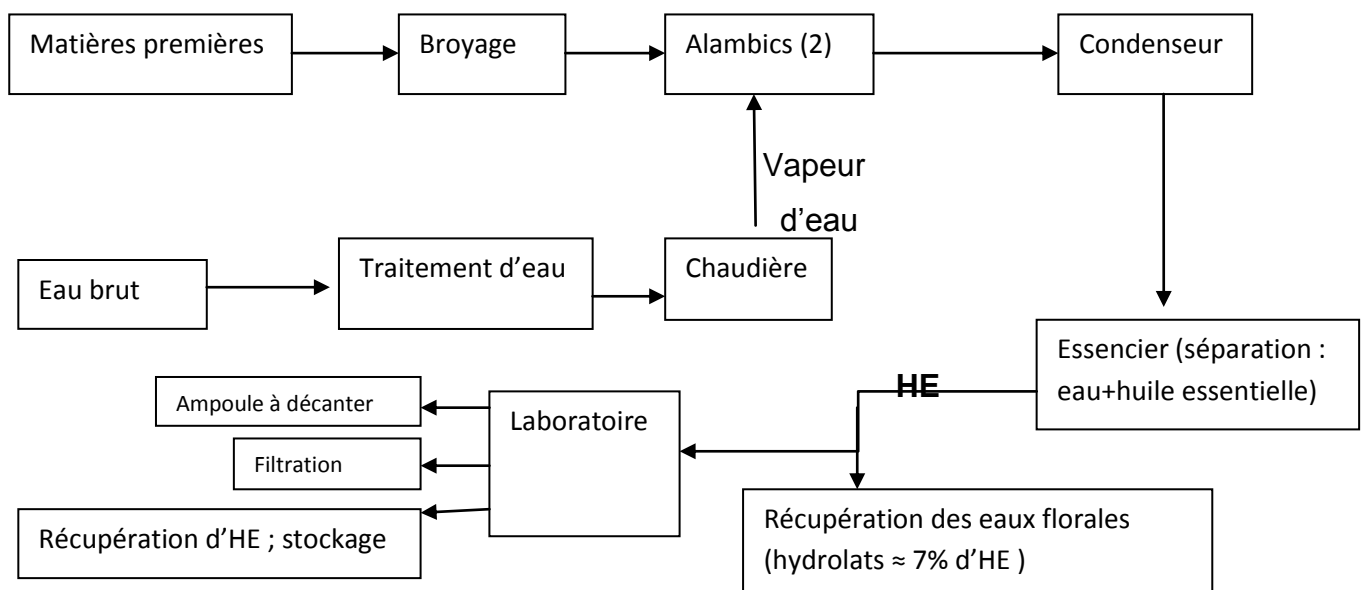 Matières premières
Broyage
Alambics (2)
Condenseur
Vapeur
d’eau
Eau brut
Traitement d’eau
Chaudière
Essencier (séparation :
eau+huile essentielle)
HE
Laboratoire
Ampoule à décanter
Filtration
Récupération d’HE ; stockage
Récupération des eaux florales
(hydrolats ≈ 7% d’HE )